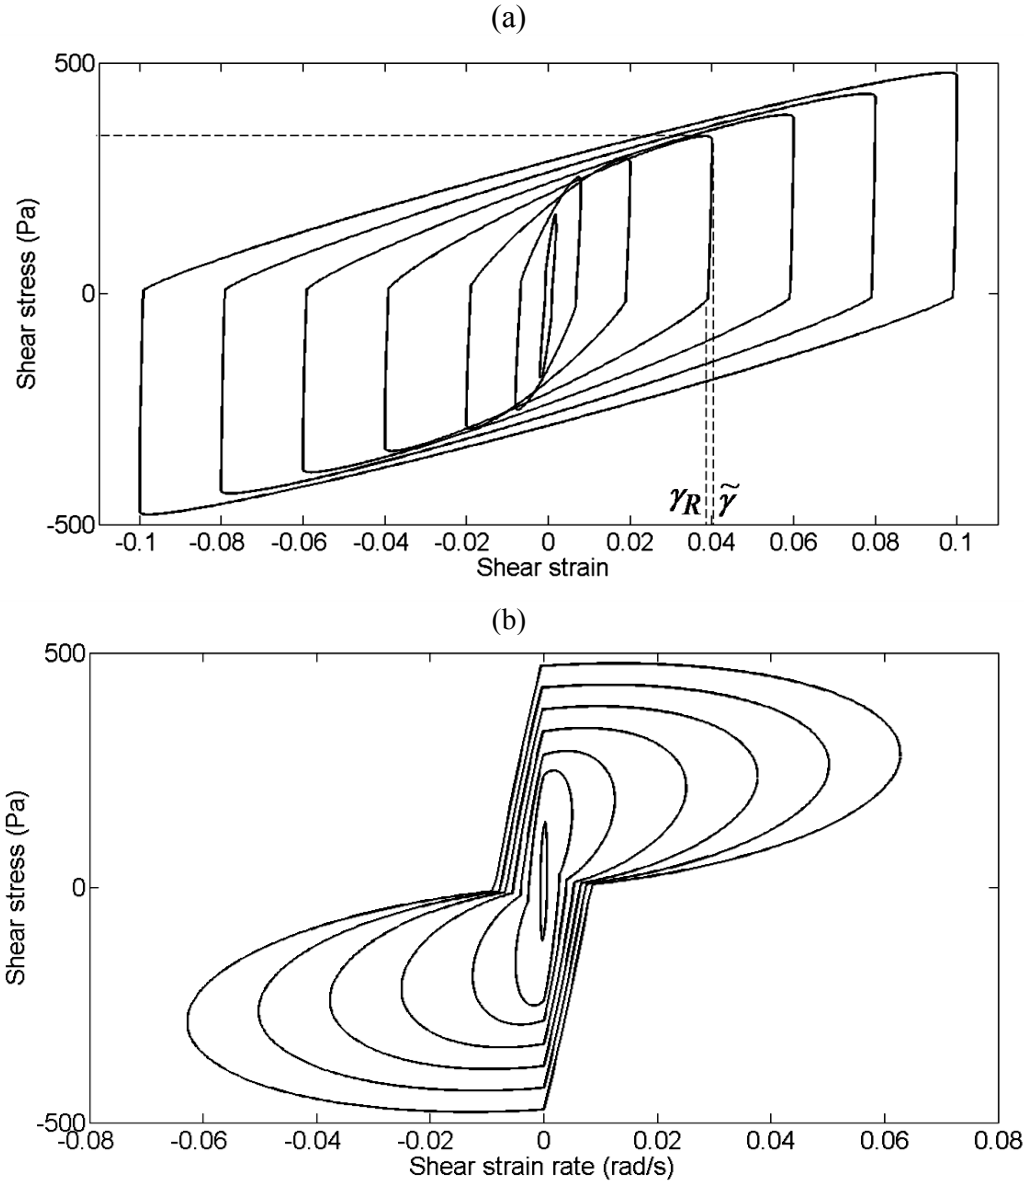 (a)
500
0
-500
Shear stress (Pa)
γR γ̃
-0.1 -0.08 -0.06 -0.04 -0.02 0 0.02 0.04 0.06 0.08 0.1
Shear strain
(b)
500
0
-500
Shear stress (Pa)
-0.08 -0.06 -0.04 -0.02 0 0.02 0.04 0.06 0.08
Shear strain rate (rad/s)